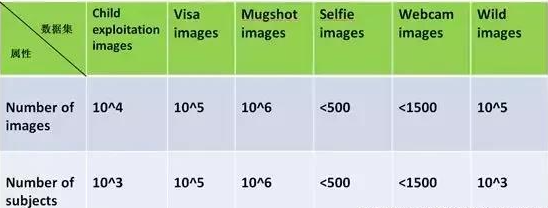 数据集
属性
Child exploitation images
Visa images
Mugshot images
Selfie images
Webcam images
Wild images
Number of images
10^4
10^5
10^6
<500
<1500
10^5
Number of subjects
10^3
10^5
10^6
<500
<1500
10^3